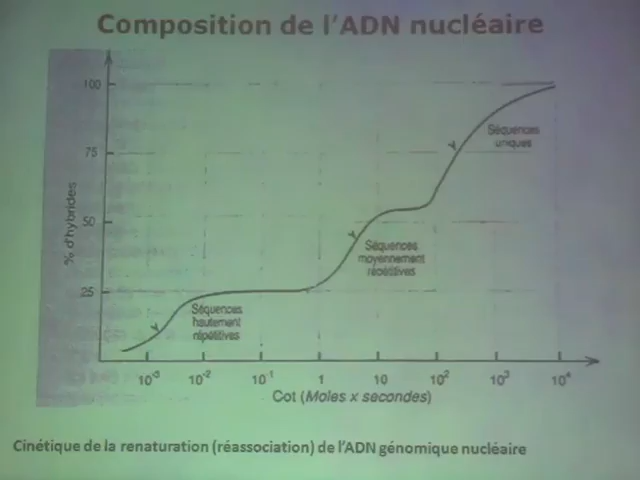 Composition de l'ADN nucléaire
100
75
50
25
% d'hybrides
Séquences
uniques
Séquences
moyennement
répétitives
Séquences
hautement
répétitives
10⁻³ 10⁻² 10⁻¹ 1 10 10² 10³ 10⁴
Cot (Moles x secondes)
Cinétique de la renaturation (réassociation) de l'ADN génomique nucléaire